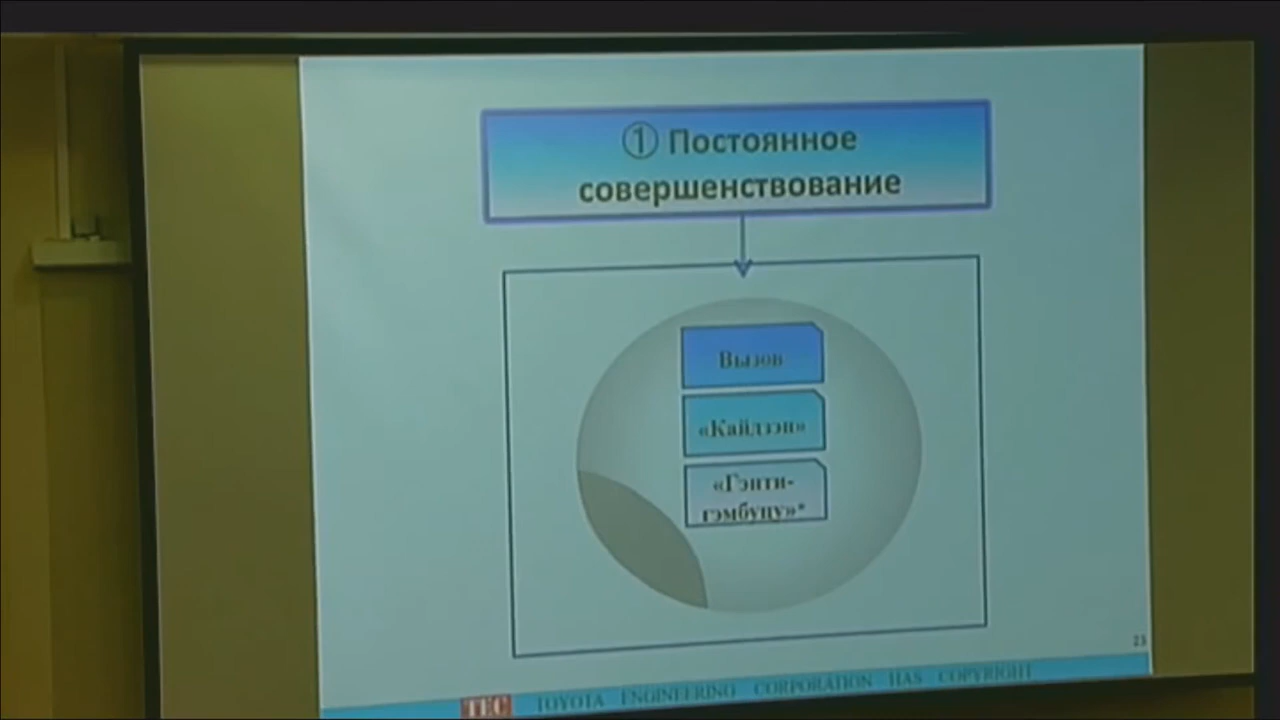 ① Постоянное
совершенствование
Вызов
«Кайдзэн»
«Гэнти-
гэмбуцу»*
23
TEC TOYOTA ENGINEERING CORPORATION HAS COPYRIGHT